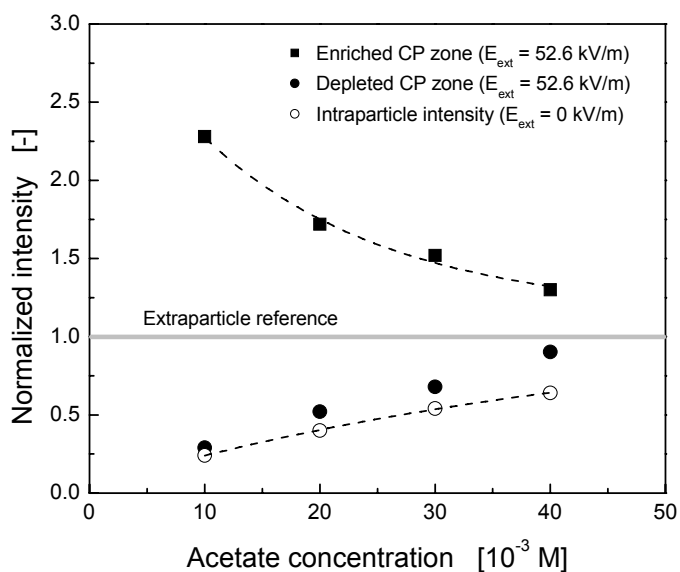 3.0
2.5
2.0
1.5
1.0
0.5
0.0
Normalized intensity [-]
■ Enriched CP zone (E_ext = 52.6 kV/m)
● Depleted CP zone (E_ext = 52.6 kV/m)
○ Intraparticle intensity (E_ext = 0 kV/m)
Extraparticle reference
0 10 20 30 40 50
Acetate concentration [10⁻³ M]